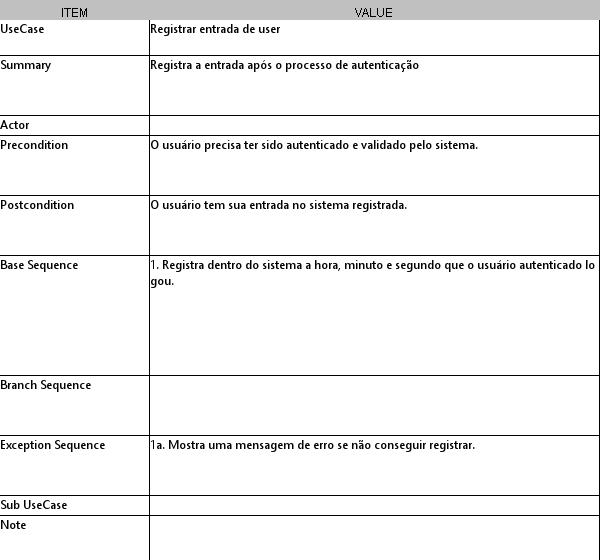 ITEM VALUE
UseCase Registrar entrada de user
Summary Registra a entrada após o processo de autenticação
Actor
Precondition O usuário precisa ter sido autenticado e validado pelo sistema.
Postcondition O usuário tem sua entrada no sistema registrada.
Base Sequence 1. Registra dentro do sistema a hora, minuto e segundo que o usuário autenticado lo
gou.
Branch Sequence
Exception Sequence 1a. Mostra uma mensagem de erro se não conseguir registrar.
Sub UseCase
Note